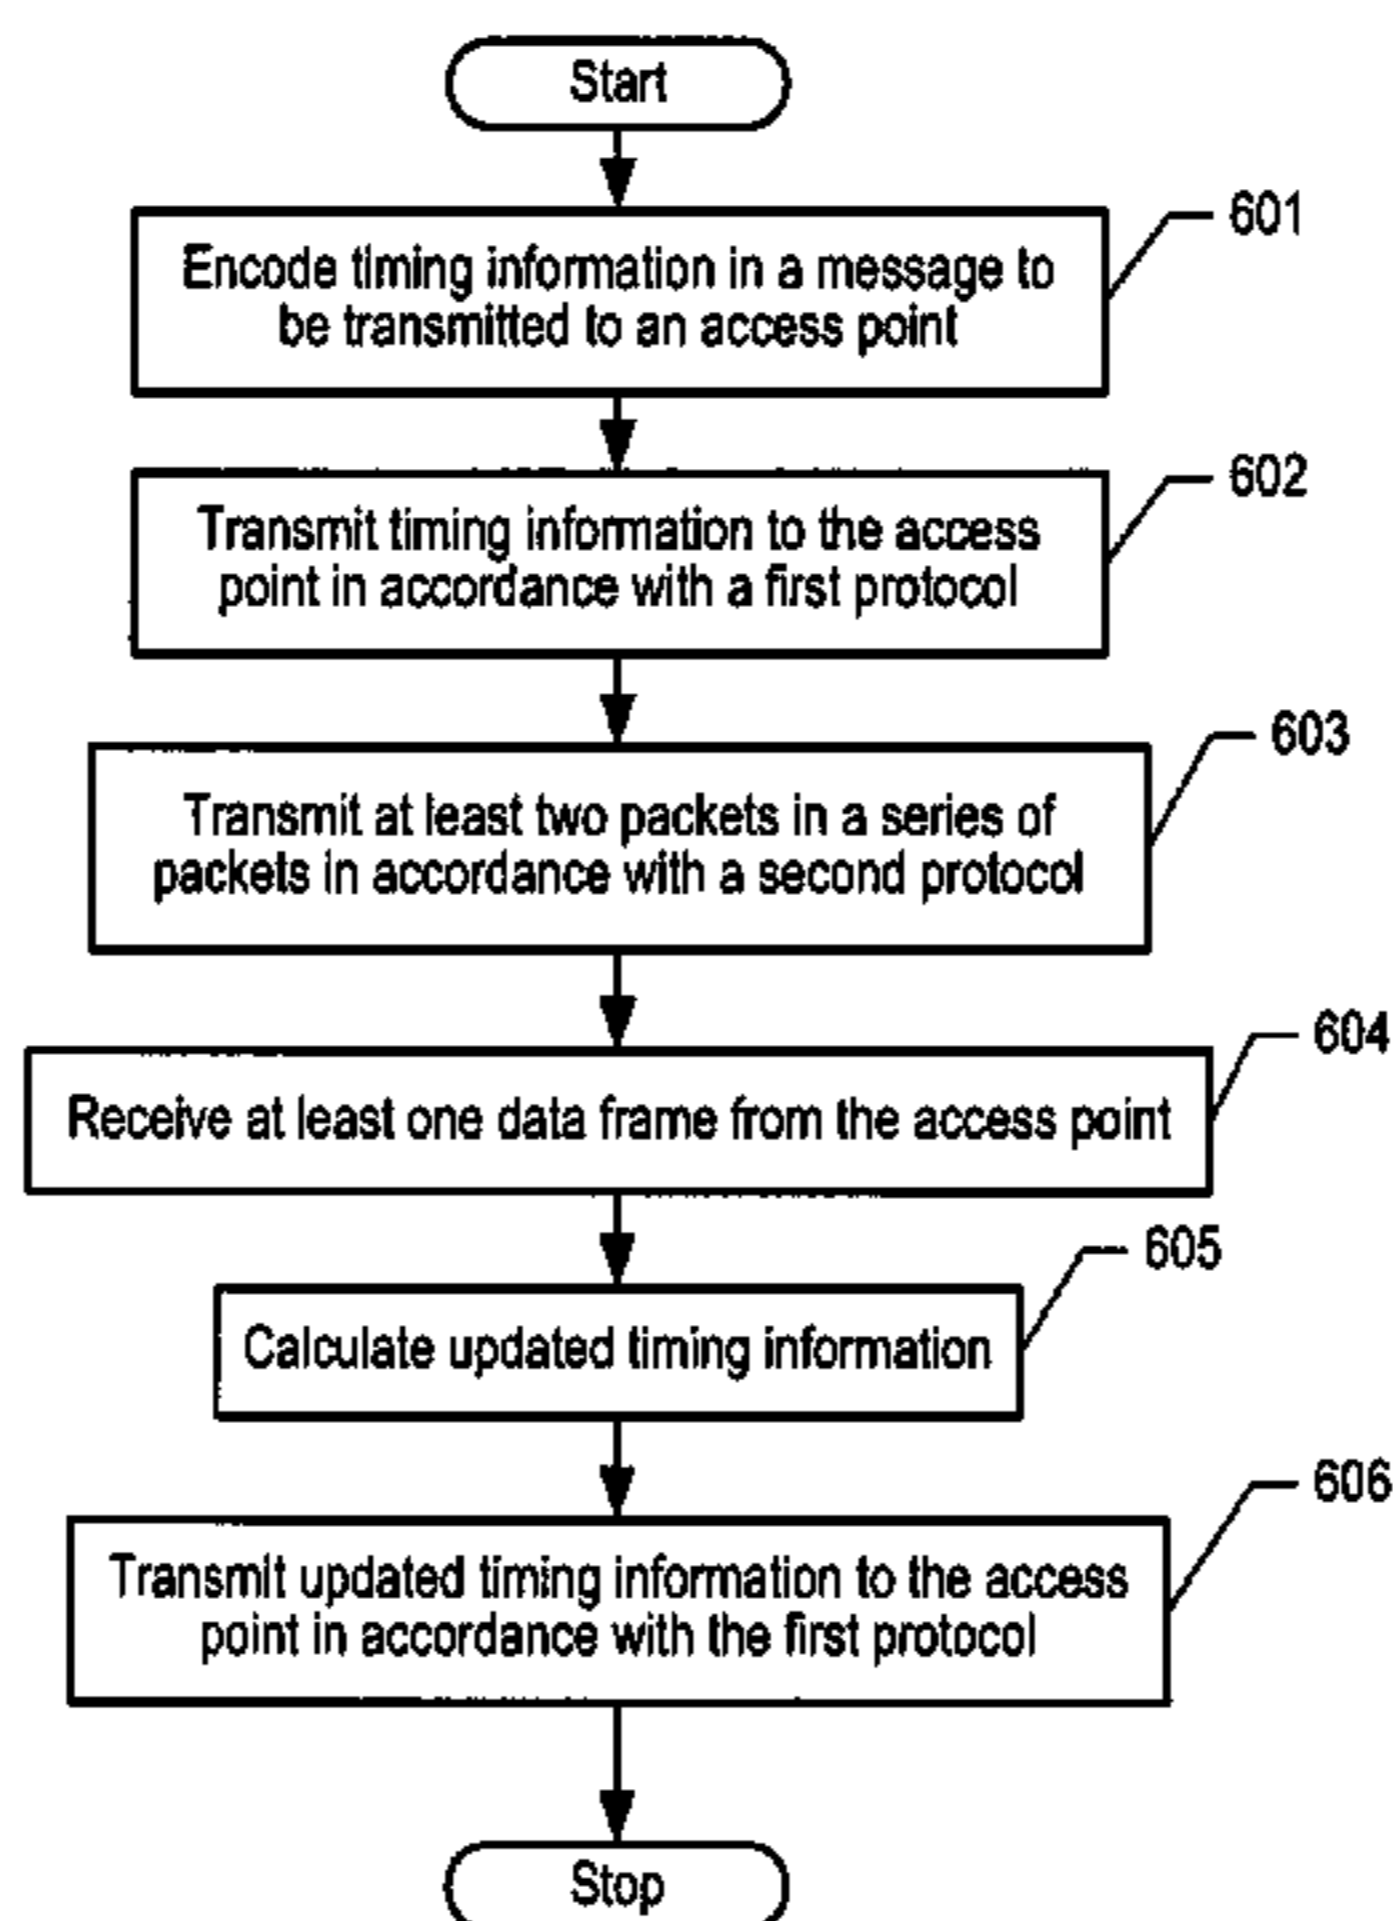 Start
601
Encode timing information in a message to
be transmitted to an access point
602
Transmit timing information to the access
point in accordance with a first protocol
603
Transmit at least two packets in a series of
packets in accordance with a second protocol
604
Receive at least one data frame from the access point
605
Calculate updated timing information
606
Transmit updated timing information to the access
point in accordance with the first protocol
Stop